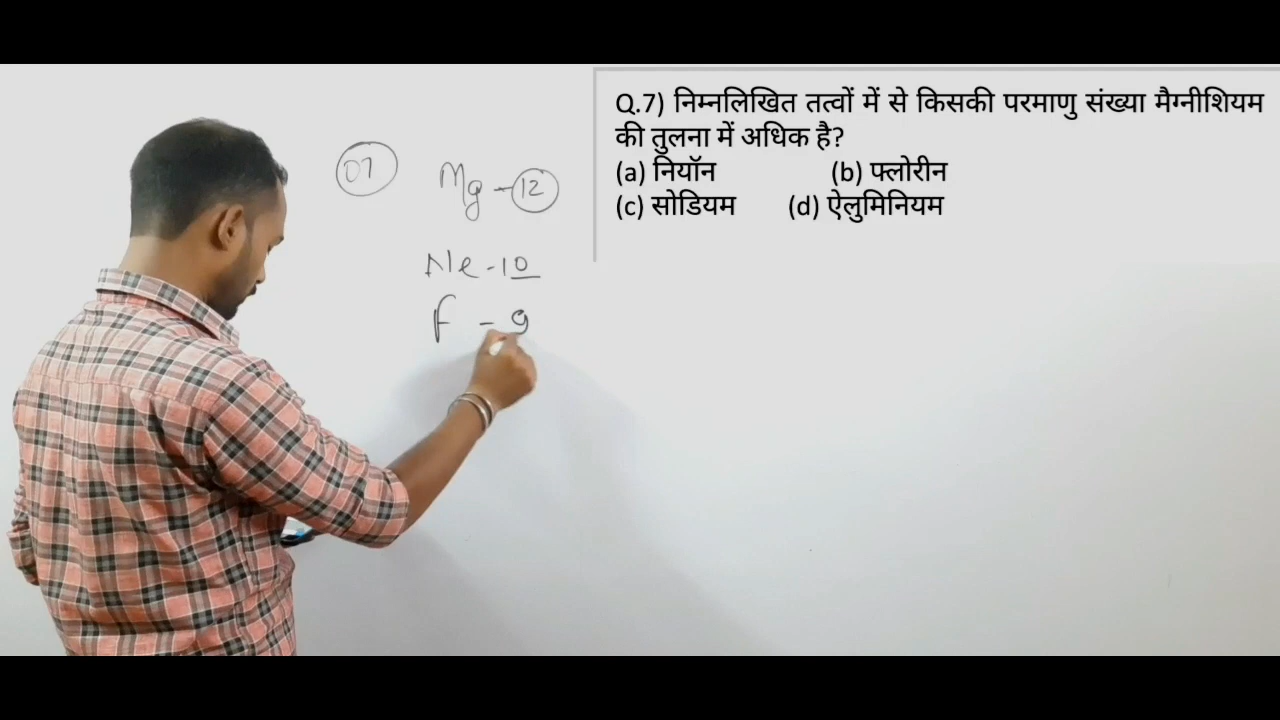 07
Mg - 12
Ne - 10
F - 9
Q.7) निम्नलिखित तत्वों में से किसकी परमाणु संख्या मैग्नीशियम
की तुलना में अधिक है?
(a) नियॉन (b) फ्लोरीन
(c) सोडियम (d) ऐलुमिनियम